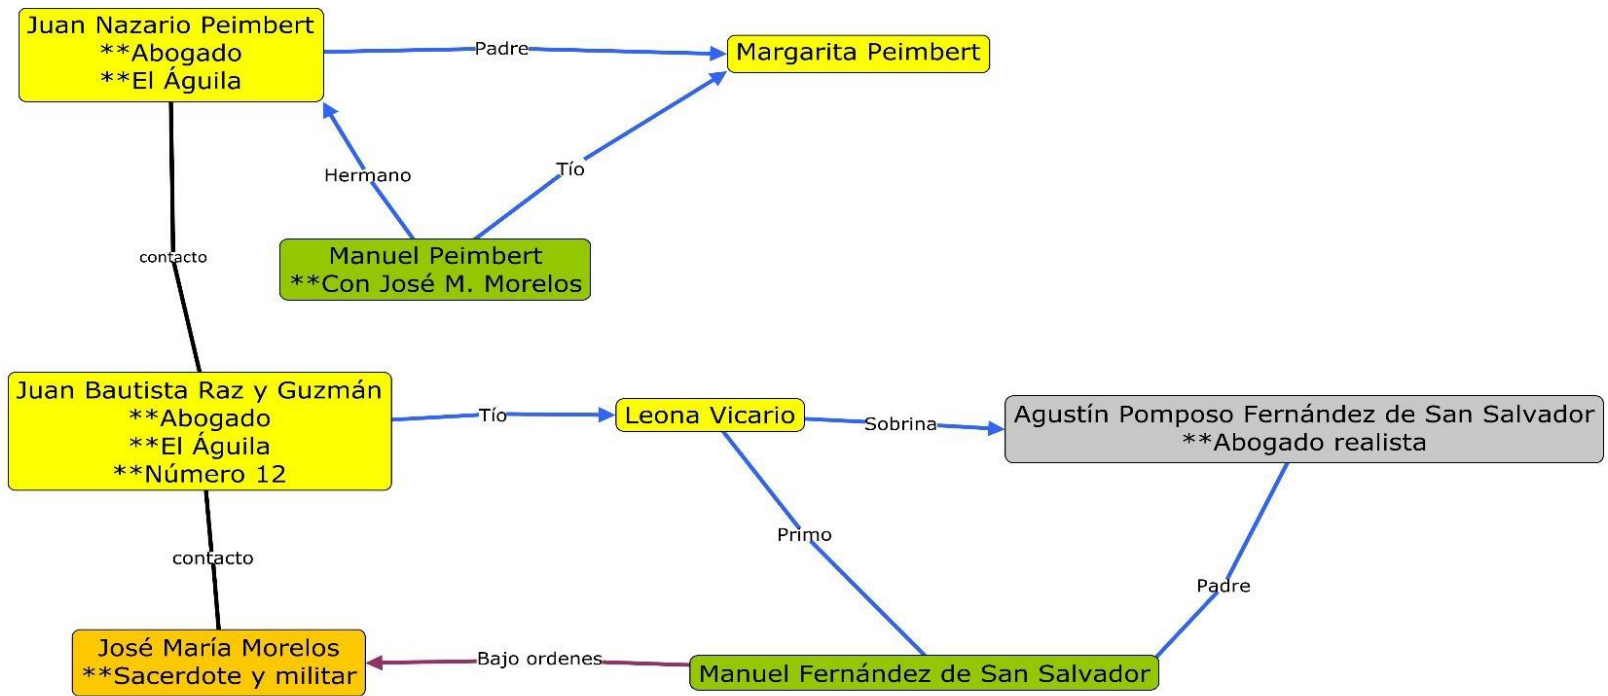 Juan Nazario Peimbert
**Abogado
**El Águila
Padre
Margarita Peimbert
Hermano
Tío
Manuel Peimbert
**Con José M. Morelos
contacto
Juan Bautista Raz y Guzmán
**Abogado
**El Águila
**Número 12
Tío
Leona Vicario
Sobrina
Agustín Pomposo Fernández de San Salvador
**Abogado realista
Primo
Padre
contacto
José María Morelos
**Sacerdote y militar
Bajo ordenes
Manuel Fernández de San Salvador